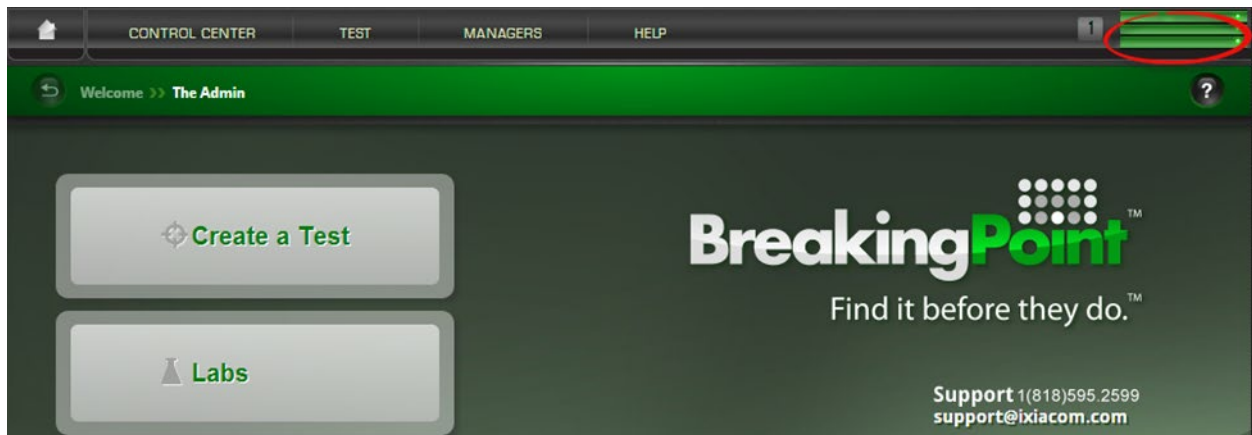 CONTROL CENTER TEST MANAGERS HELP 1
Welcome >> The Admin ?
Create a Test
BreakingPoint™
Find it before they do.™
Labs
Support 1(818)595.2599
support@ixiacom.com